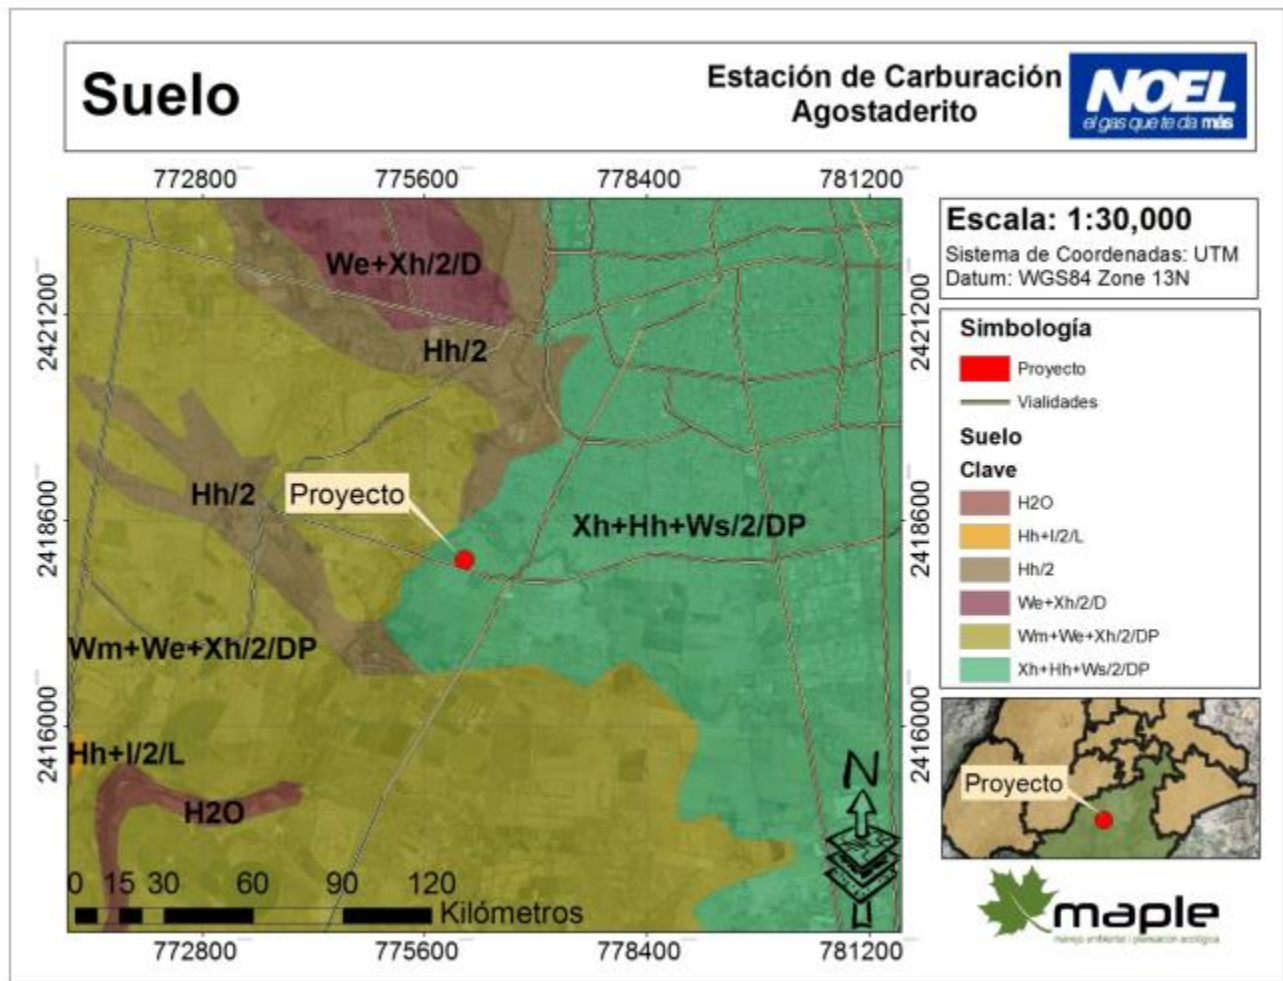 Suelo
Estación de Carburación
Agostaderito
NOEL
el gas que te da más
772800 775600 778400 781200
2421200
2418600
2416000
We+Xh/2/D
Hh/2
Hh/2
Proyecto
Xh+Hh+Ws/2/DP
Wm+We+Xh/2/DP
Hh+I/2/L
H2O
0 15 30 60 90 120
Kilómetros
N
2421200
2418600
2416000
772800 775600 778400 781200
Escala: 1:30,000
Sistema de Coordenadas: UTM
Datum: WGS84 Zone 13N
Simbología
Proyecto
Vialidades
Suelo
Clave
H2O
Hh+I/2/L
Hh/2
We+Xh/2/D
Wm+We+Xh/2/DP
Xh+Hh+Ws/2/DP
Proyecto
maple
manejo ambiental / planeación ecológica